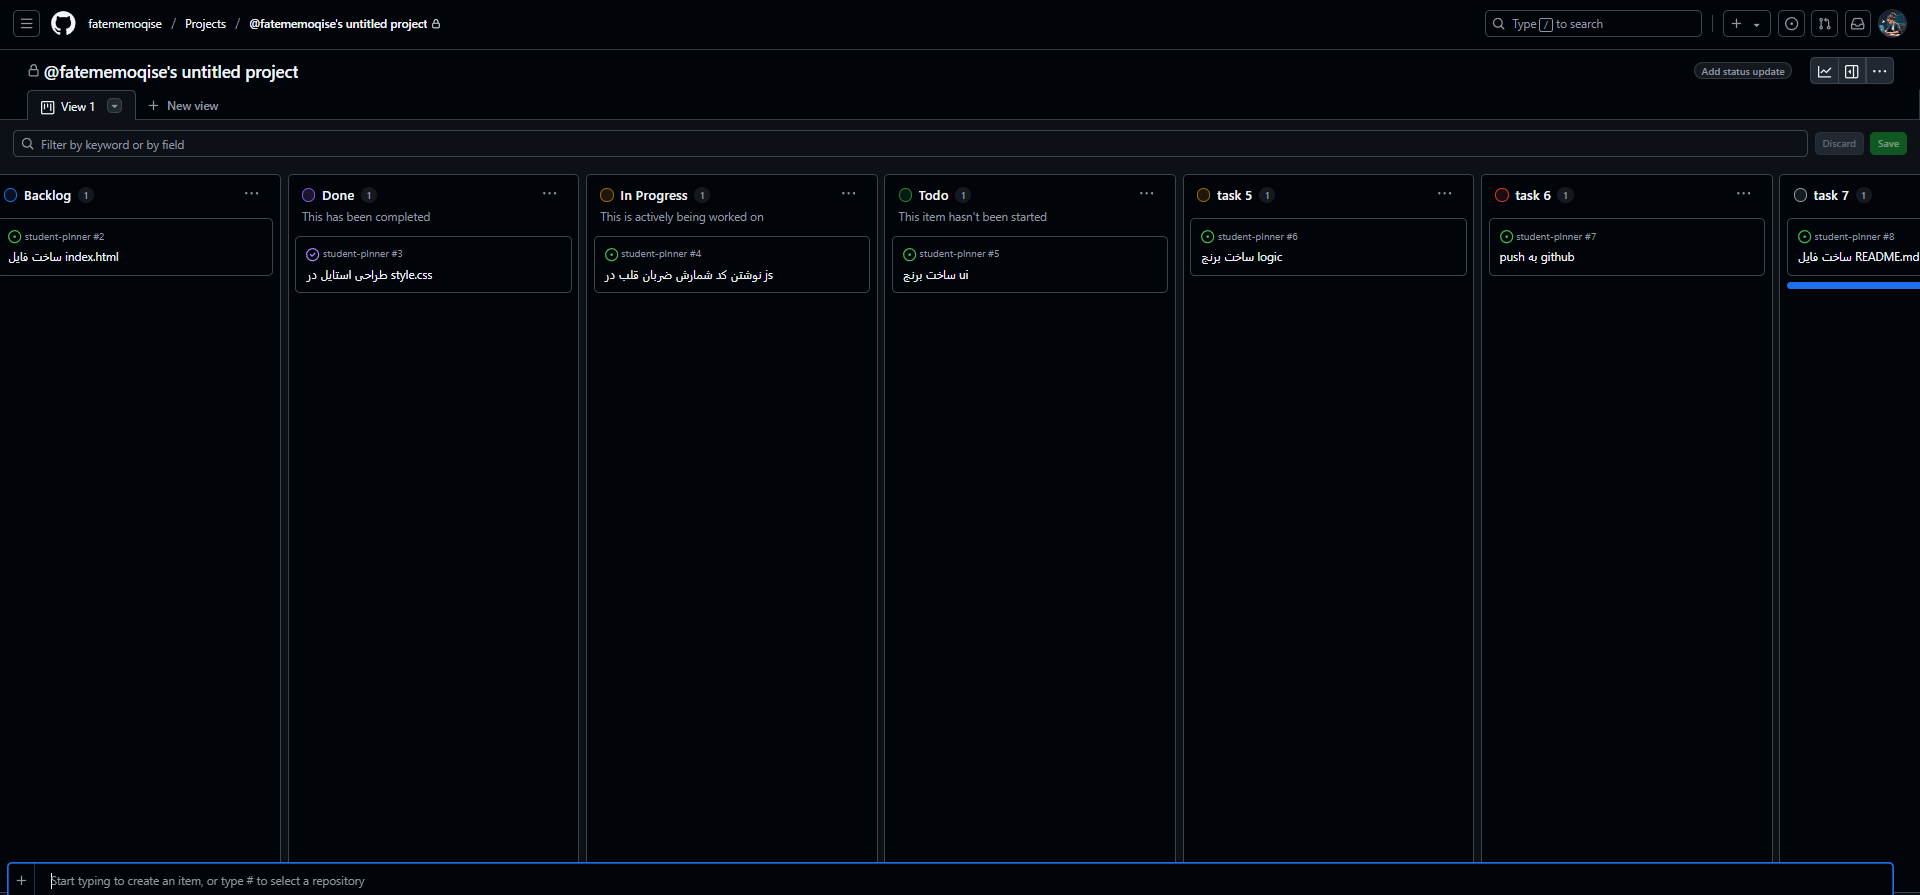 fatememoqise / Projects / @fatememoqise's untitled project
Type / to search
@fatememoqise's untitled project
Add status update
View 1
New view
Filter by keyword or by field
Discard
Save
Backlog 1
student-plnner #2
ساخت فایل index.html
Done 1
This has been completed
student-plnner #3
طراحی استایل در style.css
In Progress 1
This is actively being worked on
student-plnner #4
نوشتن کد شمارش ضربان قلب در js
Todo 1
This item hasn't been started
student-plnner #5
ساخت برنچ ui
task 5 1
student-plnner #6
ساخت برنچ logic
task 6 1
student-plnner #7
push به github
task 7 1
student-plnner #8
ساخت فایل README.md
Start typing to create an item, or type # to select a repository